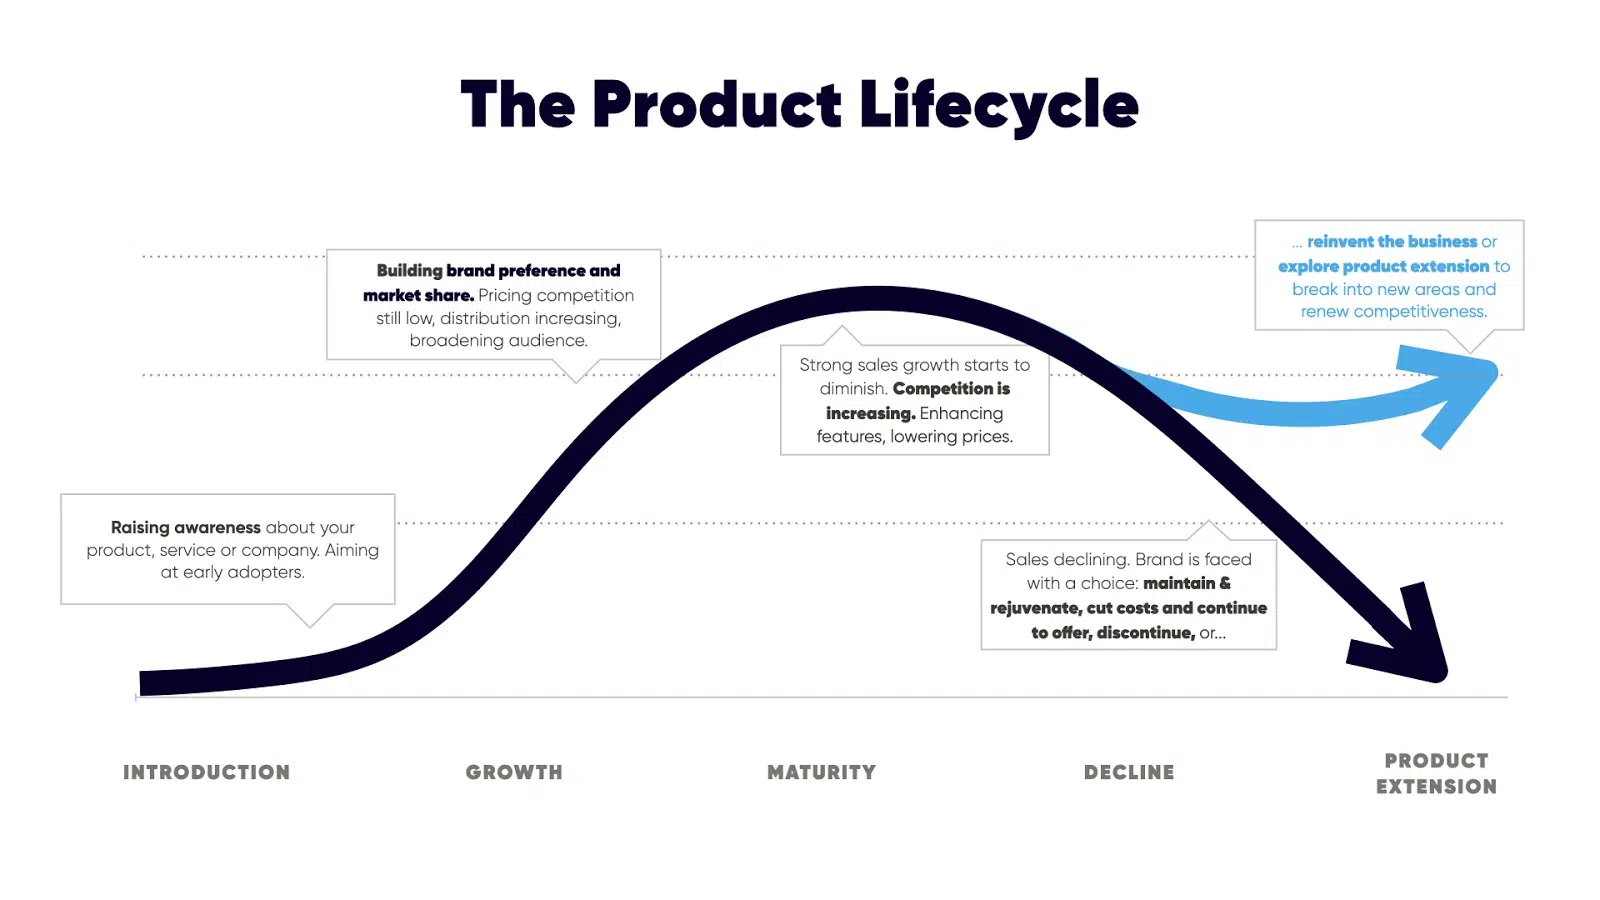 The Product Lifecycle
Building brand preference and
market share. Pricing competition
still low, distribution increasing,
broadening audience.
... reinvent the business or
explore product extension to
break into new areas and
renew competitiveness.
Strong sales growth starts to
diminish. Competition is
increasing. Enhancing
features, lowering prices.
Raising awareness about your
product, service or company. Aiming
at early adopters.
Sales declining. Brand is faced
with a choice: maintain &
rejuvenate, cut costs and continue
to offer, discontinue, or...
INTRODUCTION
GROWTH
MATURITY
DECLINE
PRODUCT
EXTENSION